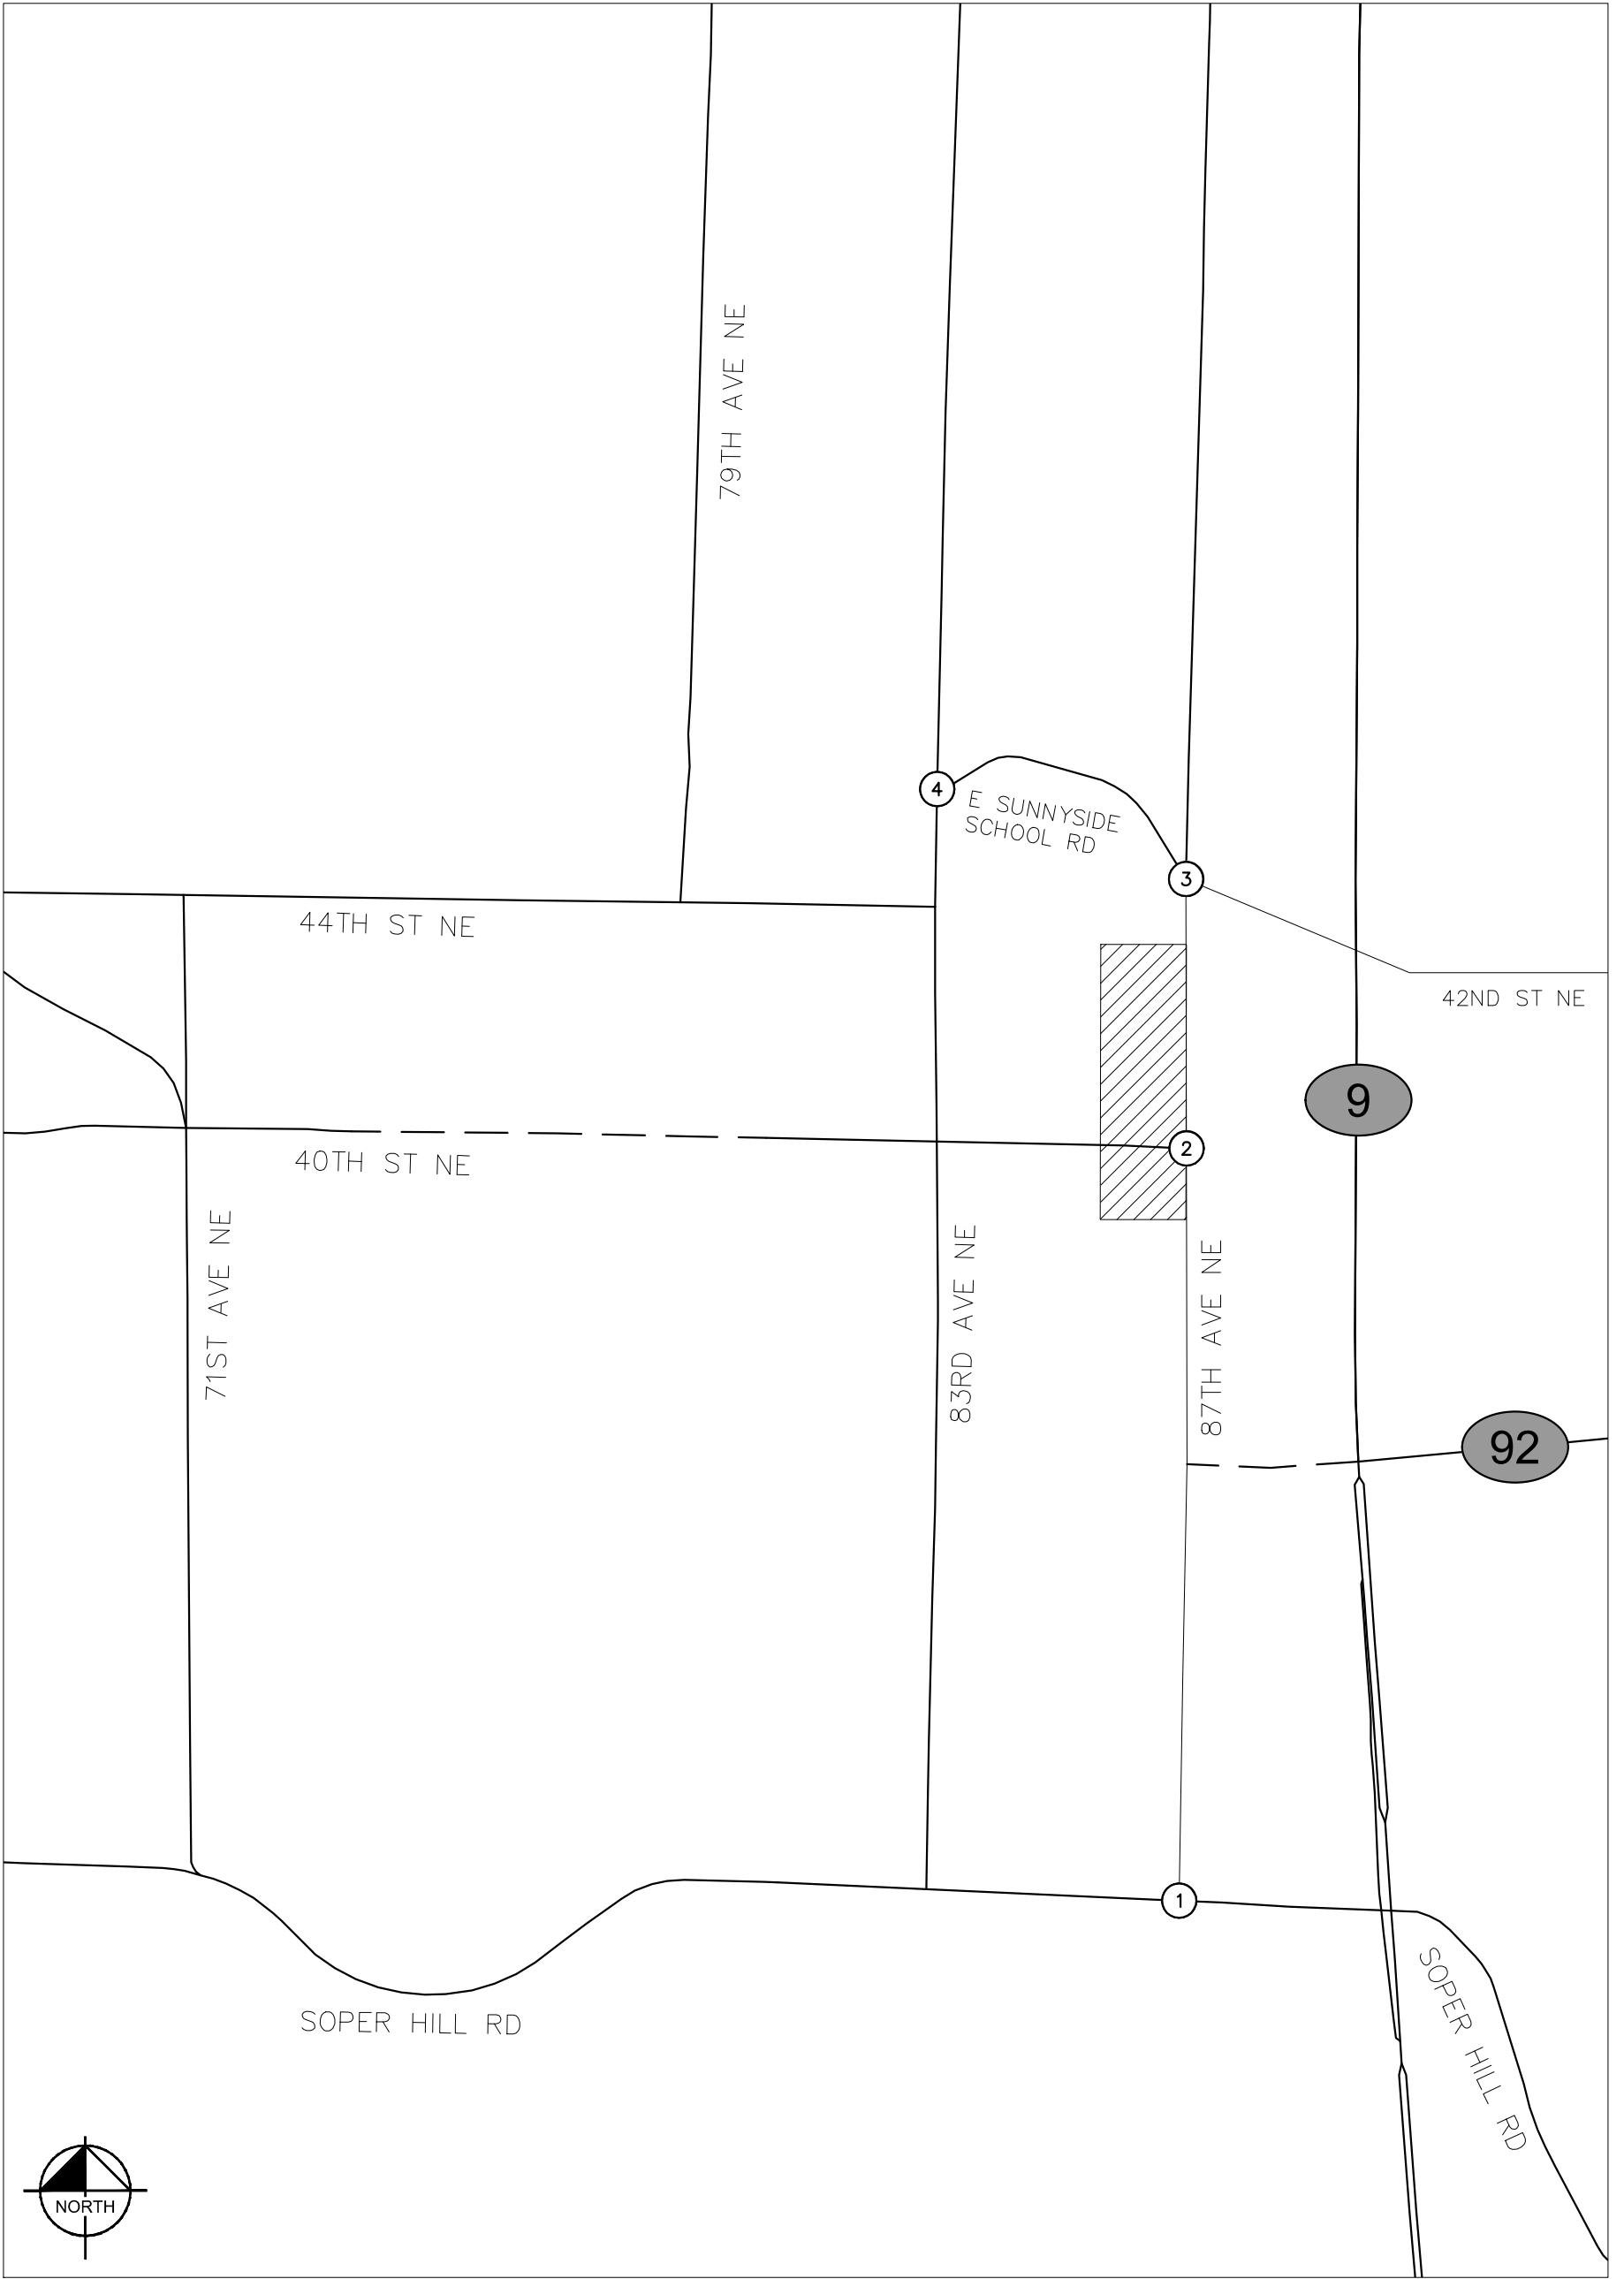 79TH AVE NE
4
E SUNNYSIDE
SCHOOL RD
3
44TH ST NE
42ND ST NE
9
2
40TH ST NE
71ST AVE NE
83RD AVE NE
87TH AVE NE
92
1
SOPER HILL RD
SOPER HILL RD
NORTH